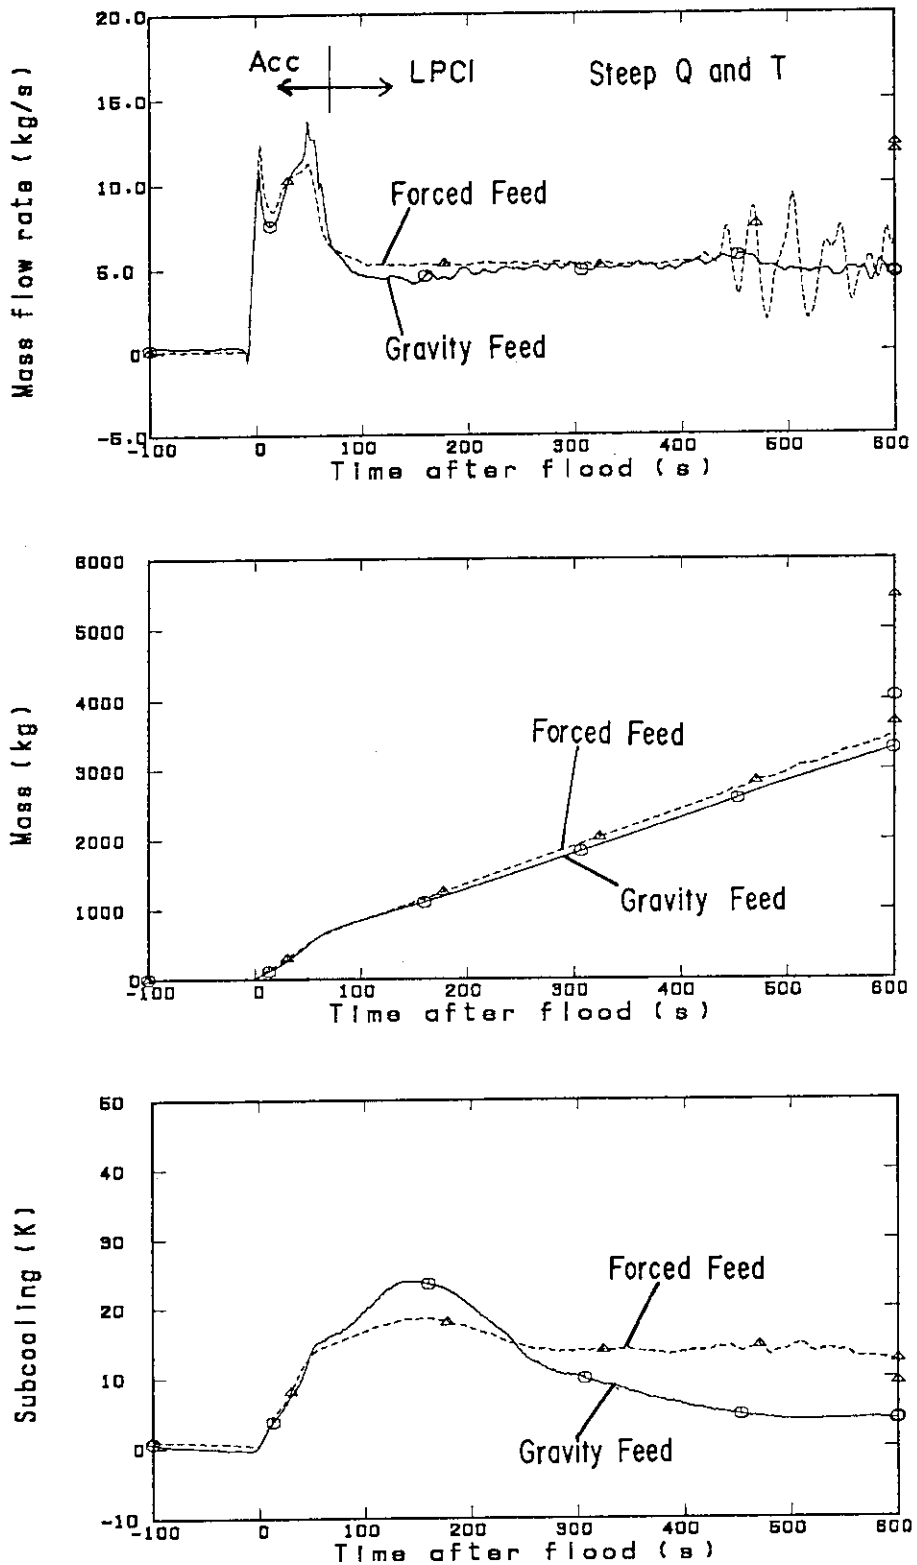 20.0
15.0
10.0
5.0
0
-5.0
Mass flow rate (kg/s)
Acc
LPCI
Steep Q and T
Forced Feed
Gravity Feed
-100 0 100 200 300 400 500 600
Time after flood (s)
6000
5000
4000
3000
2000
1000
0
Mass (kg)
Forced Feed
Gravity Feed
-100 0 100 200 300 400 500 600
Time after flood (s)
50
40
30
20
10
0
-10
Subcooling (K)
Forced Feed
Gravity Feed
-100 0 100 200 300 400 500 600
Time after flood (s)